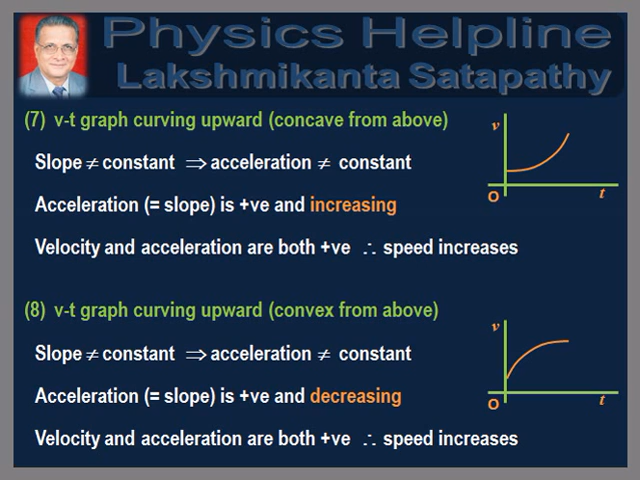 Physics Helpline
Lakshmikanta Satapathy
(7) v-t graph curving upward (concave from above)
Slope ≠ constant ⇒ acceleration ≠ constant
Acceleration (= slope) is +ve and increasing
Velocity and acceleration are both +ve ∴ speed increases
v
O
t
(8) v-t graph curving upward (convex from above)
Slope ≠ constant ⇒ acceleration ≠ constant
Acceleration (= slope) is +ve and decreasing
Velocity and acceleration are both +ve ∴ speed increases
v
O
t